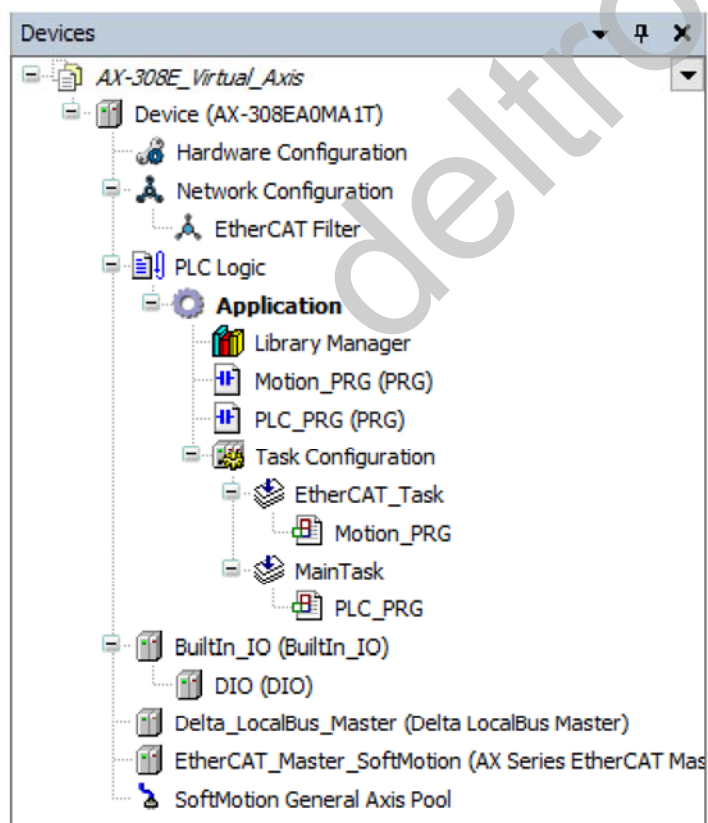 Devices
AX-308E_Virtual_Axis
Device (AX-308EA0MA1T)
Hardware Configuration
Network Configuration
EtherCAT Filter
PLC Logic
Application
Library Manager
Motion_PRG (PRG)
PLC_PRG (PRG)
Task Configuration
EtherCAT_Task
Motion_PRG
MainTask
PLC_PRG
BuiltIn_IO (BuiltIn_IO)
DIO (DIO)
Delta_LocalBus_Master (Delta LocalBus Master)
EtherCAT_Master_SoftMotion (AX Series EtherCAT Mas
SoftMotion General Axis Pool
deltro